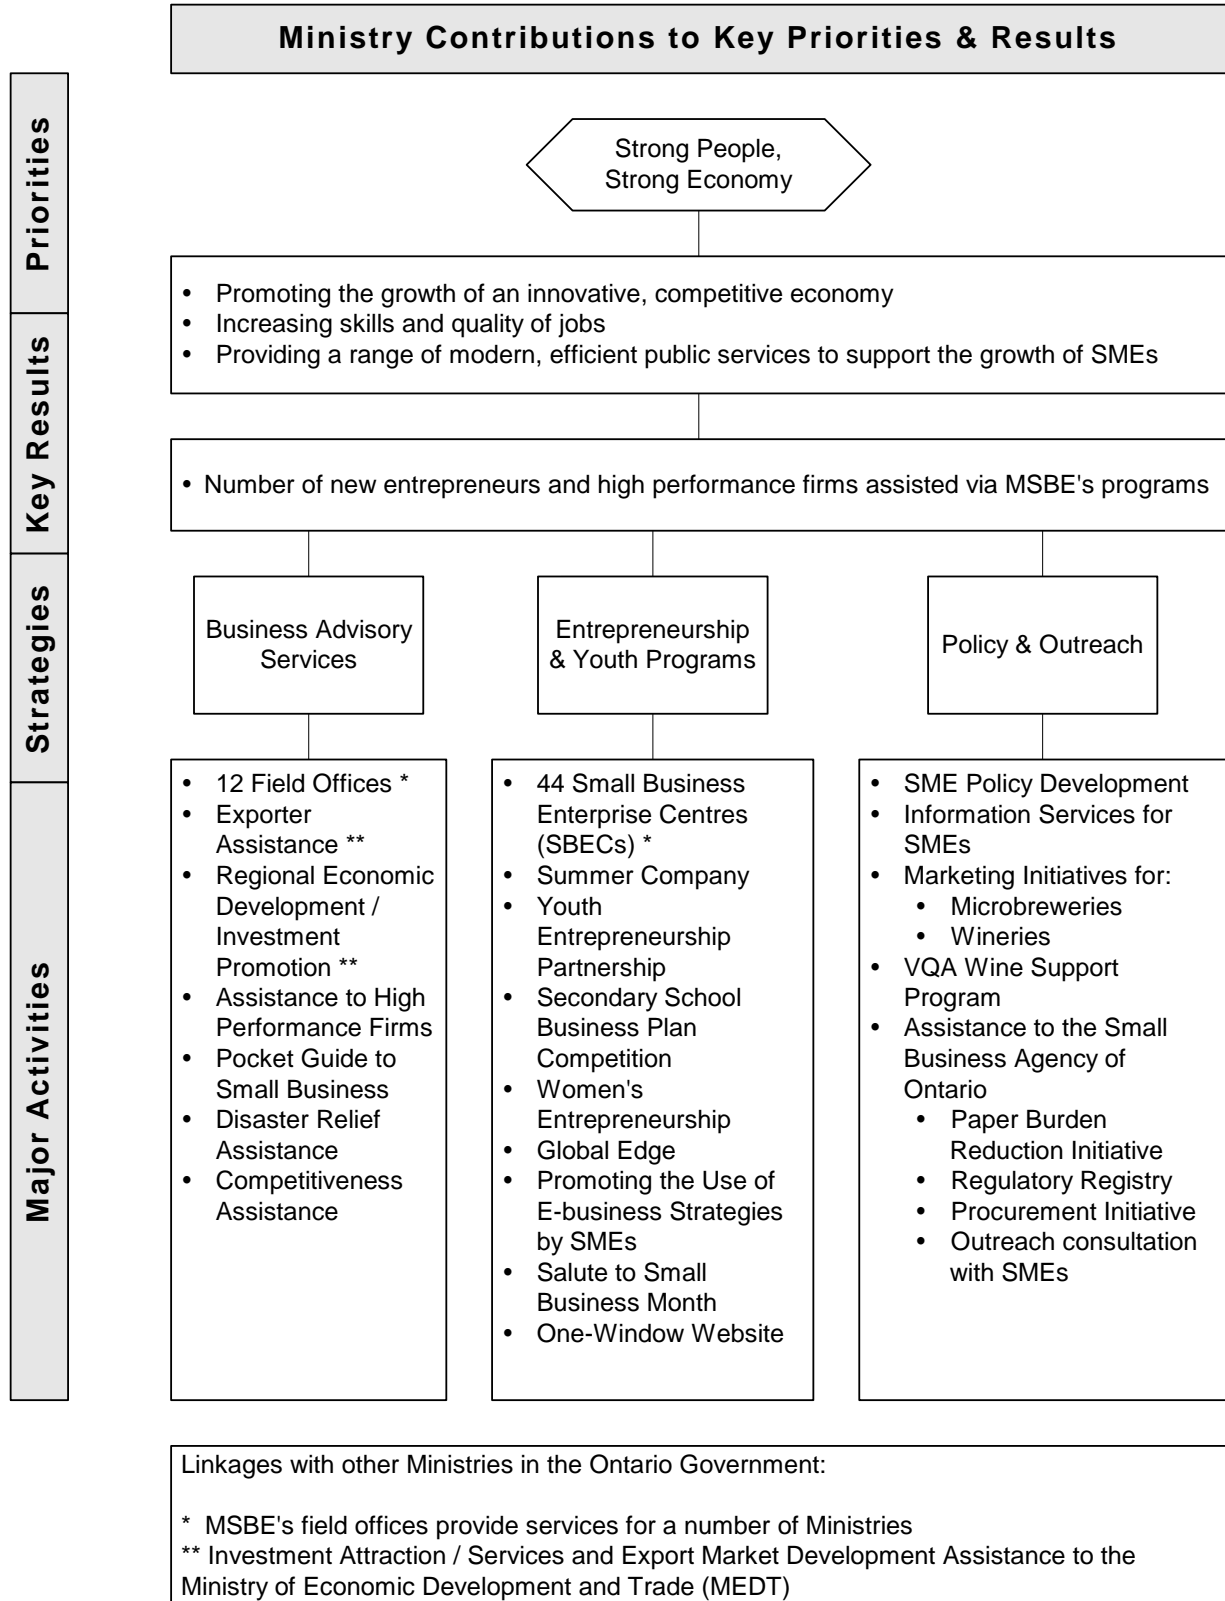 Ministry Contributions to Key Priorities & Results
Priorities
Strong People,
Strong Economy
• Promoting the growth of an innovative, competitive economy
• Increasing skills and quality of jobs
• Providing a range of modern, efficient public services to support the growth of SMEs
Key Results
• Number of new entrepreneurs and high performance firms assisted via MSBE's programs
Strategies
Business Advisory
Services
Entrepreneurship
& Youth Programs
Policy & Outreach
Major Activities
• 12 Field Offices *
• Exporter
Assistance **
• Regional Economic
Development /
Investment
Promotion **
• Assistance to High
Performance Firms
• Pocket Guide to
Small Business
• Disaster Relief
Assistance
• Competitiveness
Assistance
• 44 Small Business
Enterprise Centres
(SBECs) *
• Summer Company
• Youth
Entrepreneurship
Partnership
• Secondary School
Business Plan
Competition
• Women's
Entrepreneurship
• Global Edge
• Promoting the Use of
E-business Strategies
by SMEs
• Salute to Small
Business Month
• One-Window Website
• SME Policy Development
• Information Services for
SMEs
• Marketing Initiatives for:
• Microbreweries
• Wineries
• VQA Wine Support
Program
• Assistance to the Small
Business Agency of
Ontario
• Paper Burden
Reduction Initiative
• Regulatory Registry
• Procurement Initiative
• Outreach consultation
with SMEs
Linkages with other Ministries in the Ontario Government:
* MSBE's field offices provide services for a number of Ministries
** Investment Attraction / Services and Export Market Development Assistance to the
Ministry of Economic Development and Trade (MEDT)